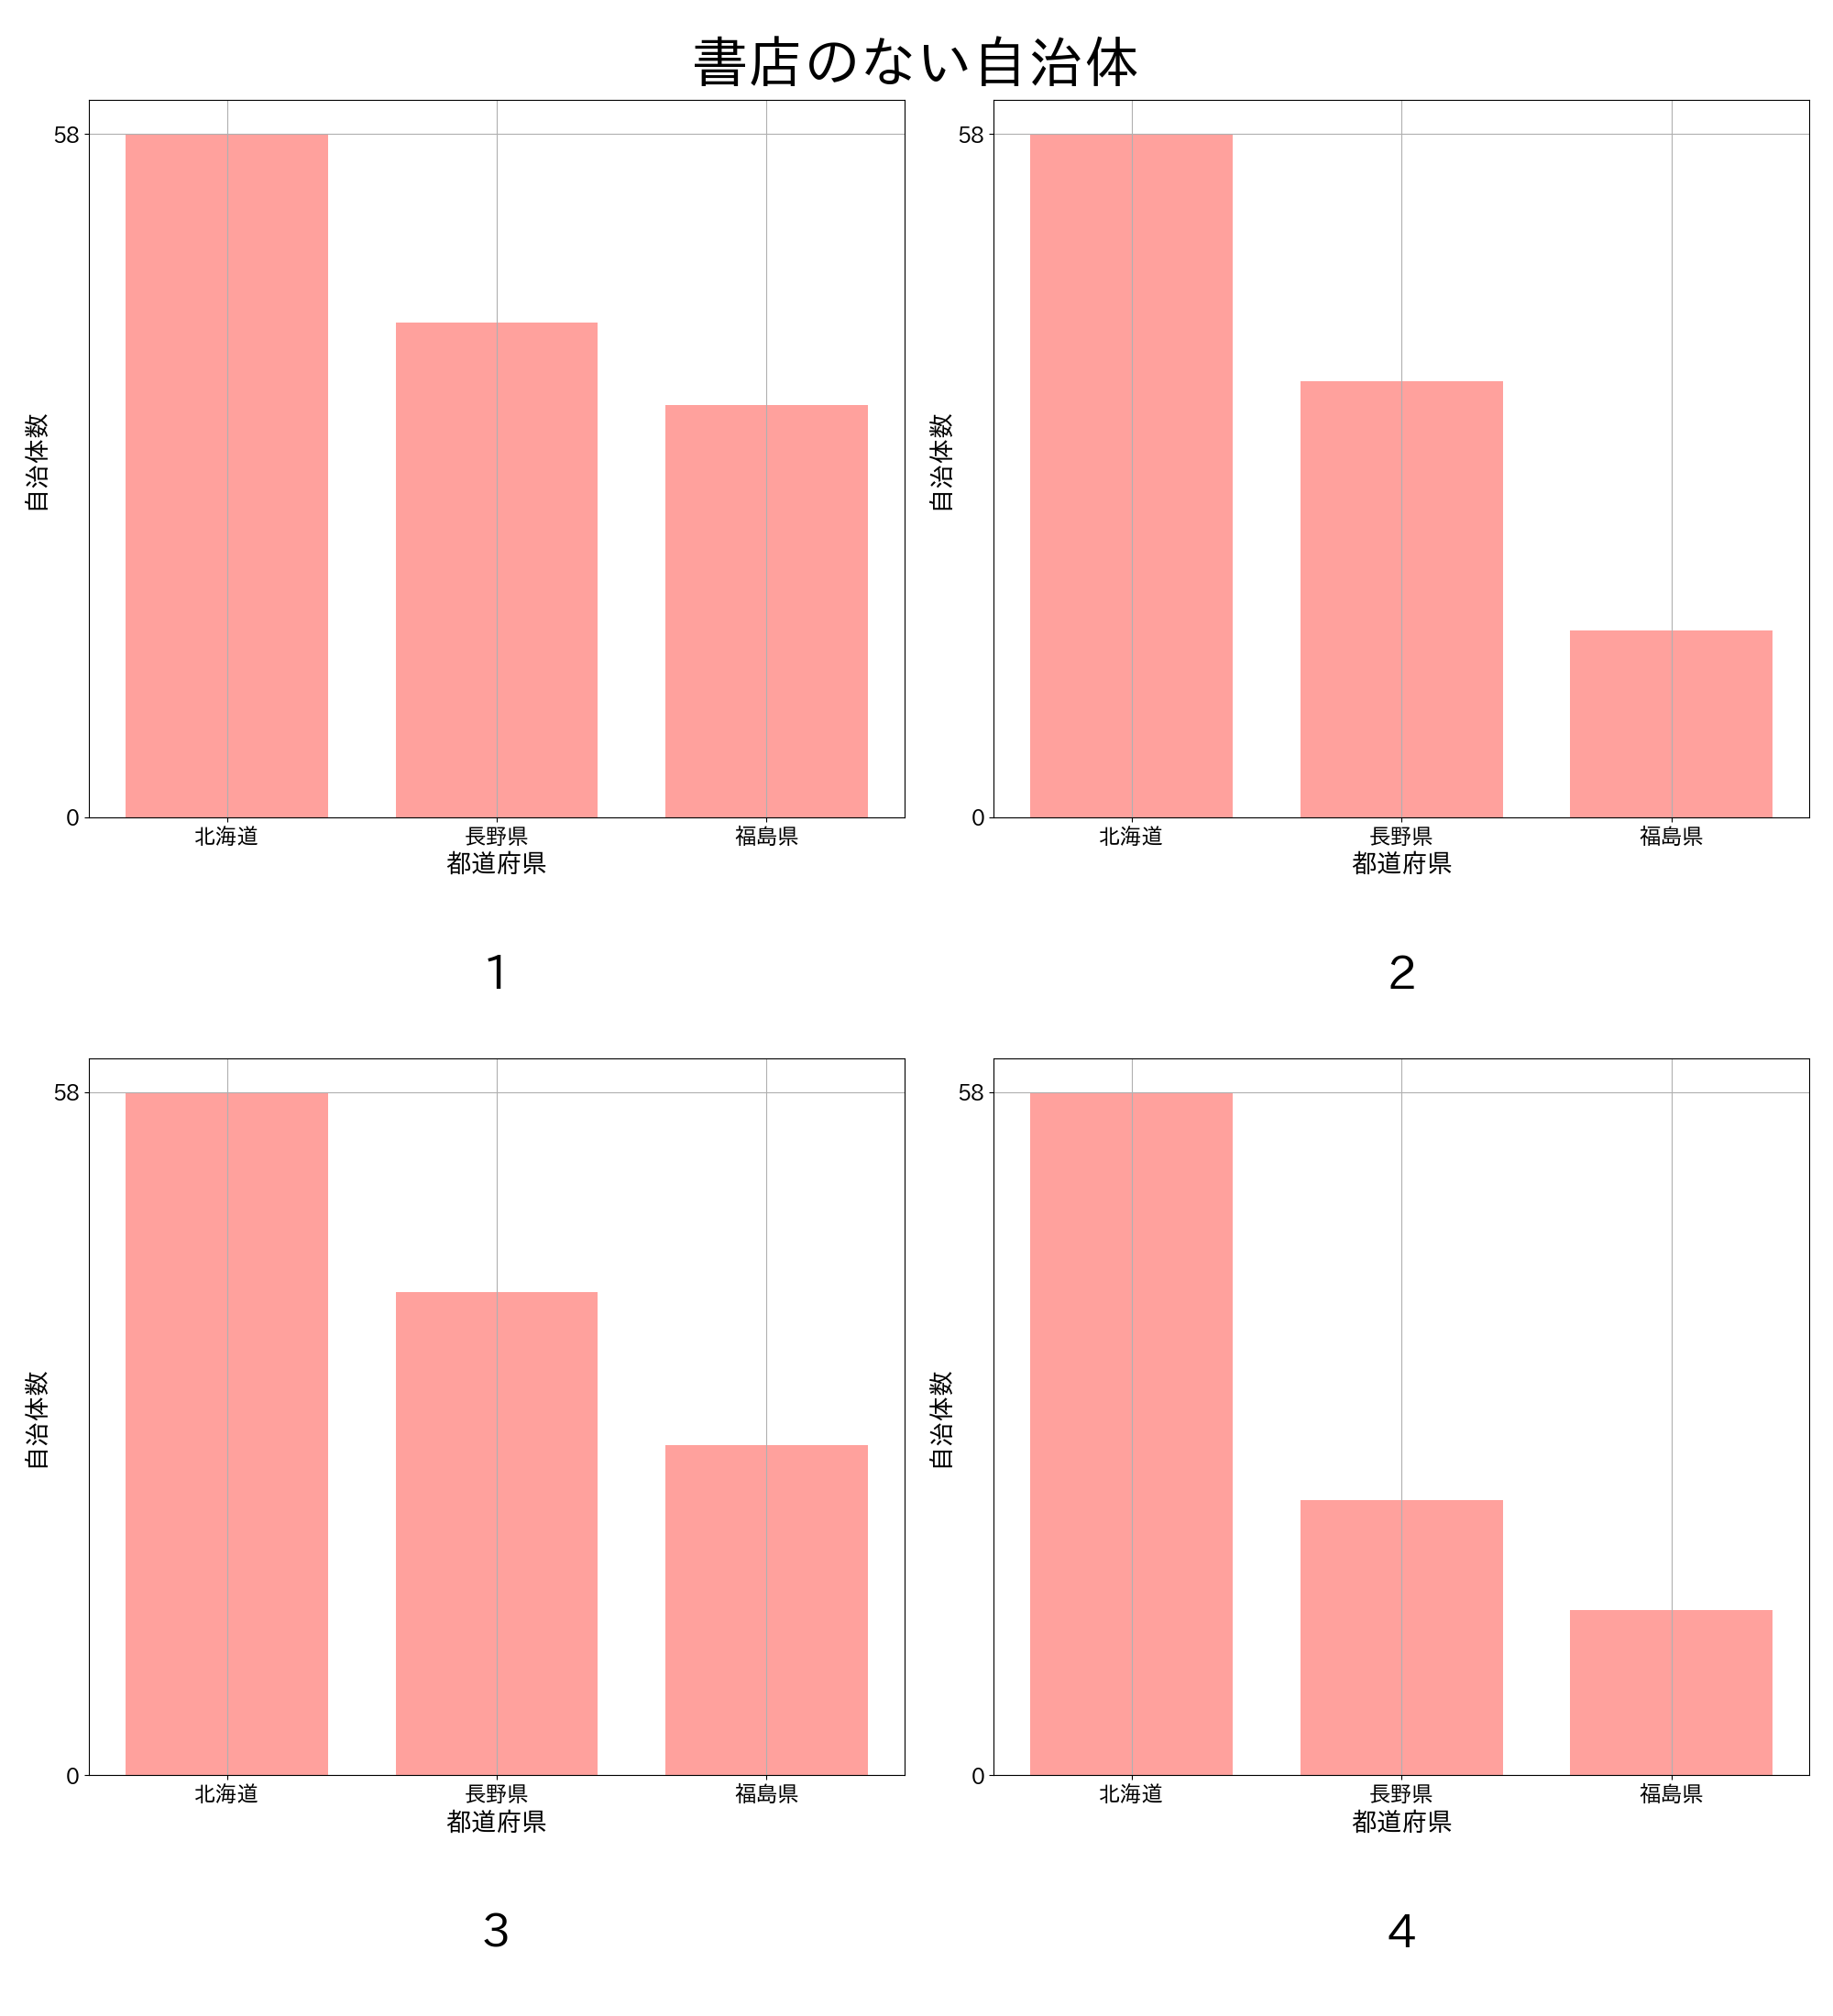 書店のない自治体
58
0
自治体数
北海道 長野県 福島県
都道府県
1
58
0
自治体数
北海道 長野県 福島県
都道府県
2
58
0
自治体数
北海道 長野県 福島県
都道府県
3
58
0
自治体数
北海道 長野県 福島県
都道府県
4